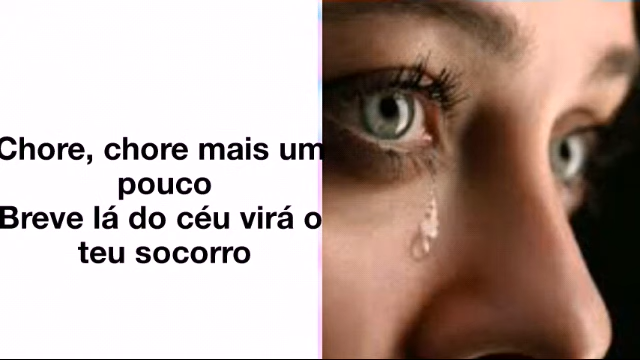 Chore, chore mais um
pouco
Breve lá do céu virá o
teu socorro